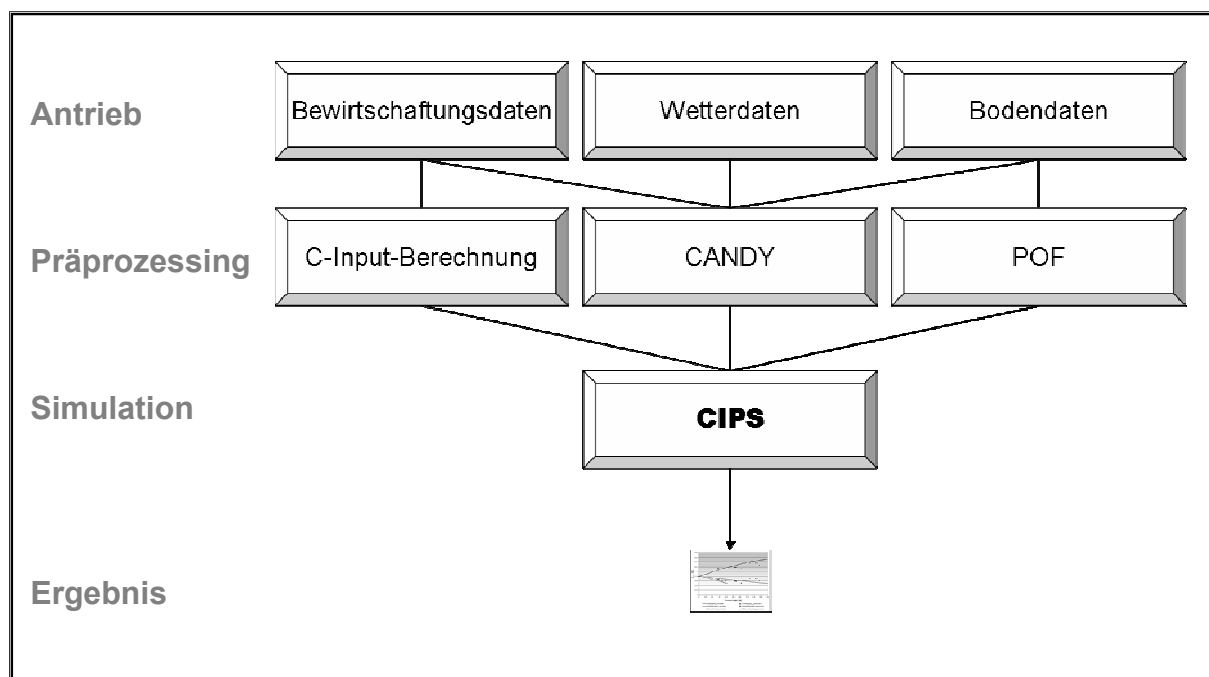 Antrieb
Bewirtschaftungsdaten
Wetterdaten
Bodendaten
Präprozessing
C-Input-Berechnung
CANDY
POF
Simulation
CIPS
Ergebnis